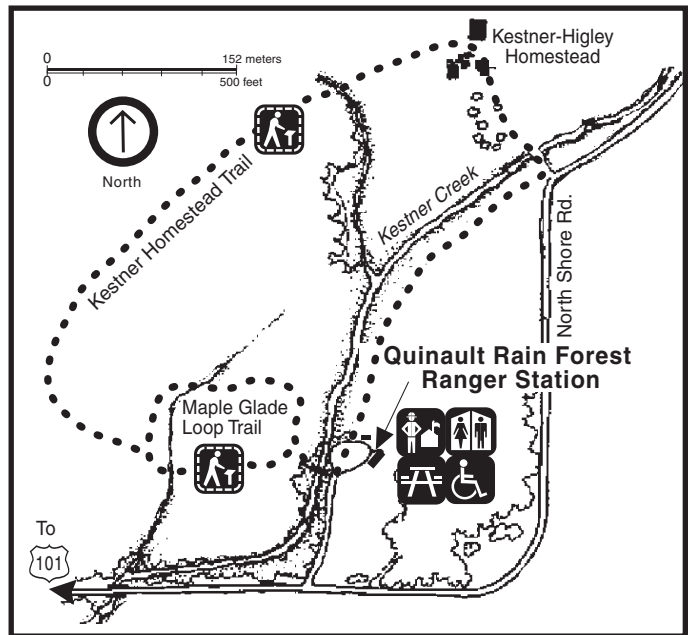 0 152 meters
0 500 feet
North
Kestner-Higley
Homestead
Kestner Homestead Trail
Kestner Creek
North Shore Rd.
Quinault Rain Forest
Ranger Station
Maple Glade
Loop Trail
To
101